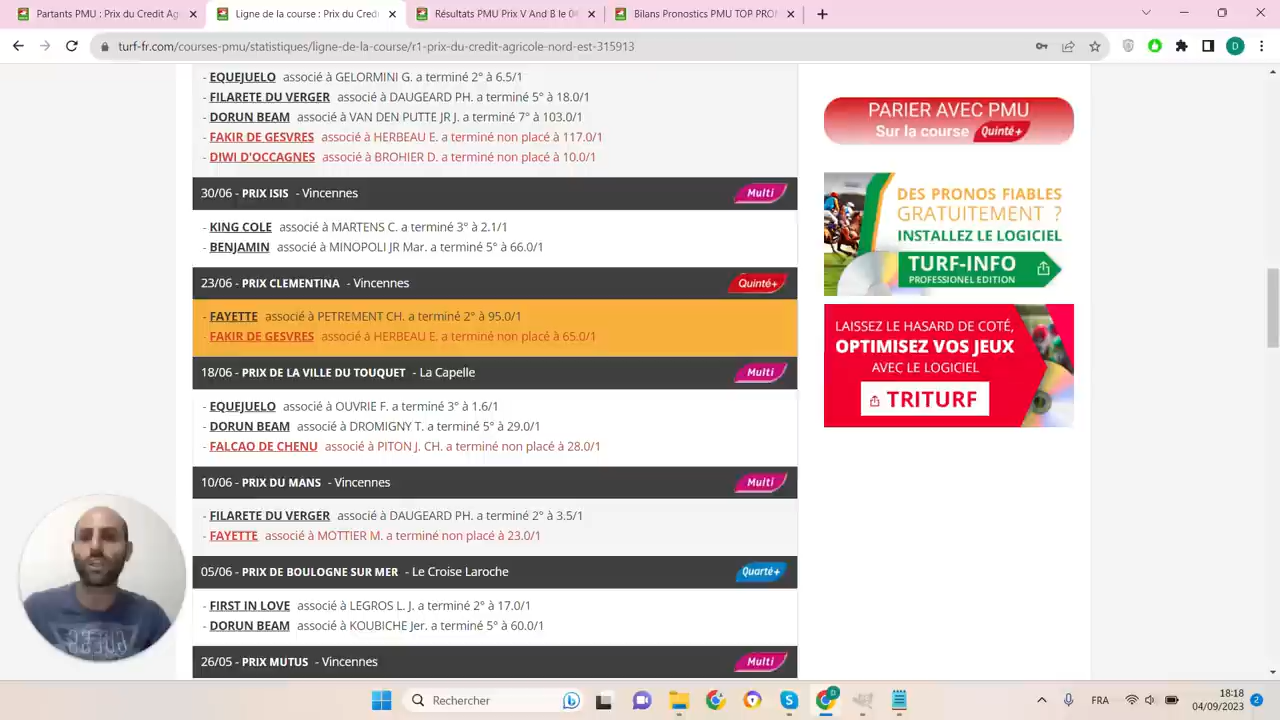 Partants PMU : Prix du Cred
Ligne de la course : Prix du Cred
Résultats PMU Prix V And B le 0
Bilans Pronostics PMU TOP PRO
turf-fr.com/courses-pmu/statistiques/ligne-de-la-course/r1-prix-du-credit-agricole-nord-est-315913
D
- EQUEJUELO associé à GELORMINI G. a terminé 2° à 6.5/1
- FILARETE DU VERGER associé à DAUGEARD PH. a terminé 5° à 18.0/1
- DORUN BEAM associé à VAN DEN PUTTE JR J. a terminé 7° à 103.0/1
- FAKIR DE GESVRES associé à HERBEAU E. a terminé non placé à 117.0/1
- DIWI D'OCCAGNES associé à BROHIER D. a terminé non placé à 10.0/1
30/06 - PRIX ISIS - Vincennes
Multi
- KING COLE associé à MARTENS C. a terminé 3° à 2.1/1
- BENJAMIN associé à MINOPOLI JR Mar. a terminé 5° à 66.0/1
23/06 - PRIX CLEMENTINA - Vincennes
Quinté+
- FAYETTE associé à PETREMENT CH. a terminé 2° à 95.0/1
- FAKIR DE GESVRES associé à HERBEAU E. a terminé non placé à 65.0/1
18/06 - PRIX DE LA VILLE DU TOUQUET - La Capelle
Multi
- EQUEJUELO associé à OUVRIE F. a terminé 3° à 1.6/1
- DORUN BEAM associé à DROMIGNY T. a terminé 5° à 29.0/1
- FALCAO DE CHENU associé à PITON J. CH. a terminé non placé à 28.0/1
10/06 - PRIX DU MANS - Vincennes
Multi
- FILARETE DU VERGER associé à DAUGEARD PH. a terminé 2° à 3.5/1
- FAYETTE associé à MOTTIER M. a terminé non placé à 23.0/1
05/06 - PRIX DE BOULOGNE SUR MER - Le Croise Laroche
Quarté+
- FIRST IN LOVE associé à LEGROS L. J. a terminé 2° à 17.0/1
- DORUN BEAM associé à KOUBICHE Jer. a terminé 5° à 60.0/1
26/05 - PRIX MUTUS - Vincennes
Multi
PARIER AVEC PMU
Sur la course Quinté+
DES PRONOS FIABLES
GRATUITEMENT ?
INSTALLEZ LE LOGICIEL
TURF-INFO
PROFESSIONEL EDITION
LAISSEZ LE HASARD DE COTÉ,
OPTIMISEZ VOS JEUX
AVEC LE LOGICIEL
TRITURF
Rechercher
FRA
18:18
04/09/2023
2